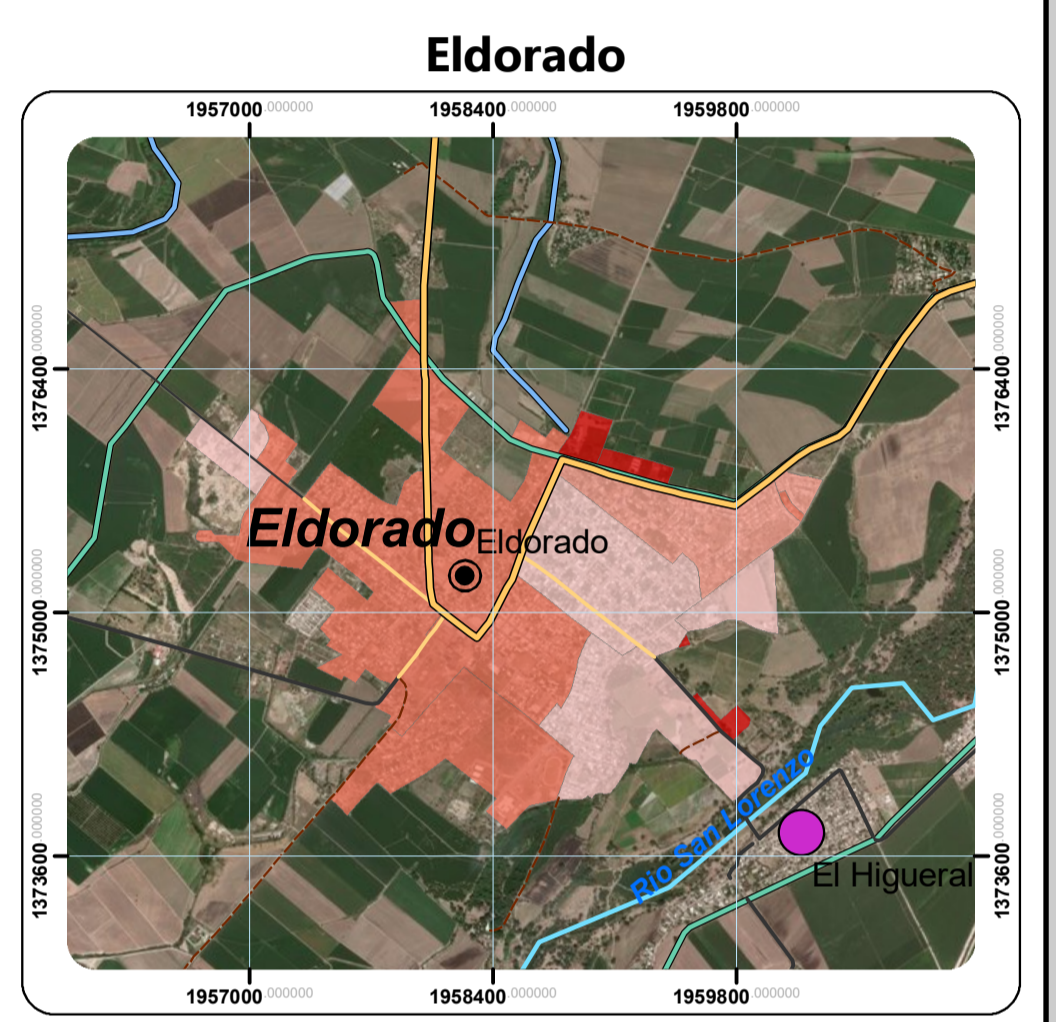 Eldorado
1957000.000000 1958400.000000 1959800.000000
1376400.000000 1376400.000000
Eldorado
Eldorado
1375000.000000 1375000.000000
Rio San Lorenzo
El Higueral
1373600.000000 1373600.000000
1957000.000000 1958400.000000 1959800.000000